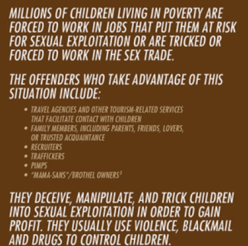 MILLIONS OF CHILDREN LIVING IN POVERTY ARE
FORCED TO WORK IN JOBS THAT PUT THEM AT RISK
FOR SEXUAL EXPLOITATION OR ARE TRICKED OR
FORCED TO WORK IN THE SEX TRADE.
THE OFFENDERS WHO TAKE ADVANTAGE OF THIS
SITUATION INCLUDE:
• TRAVEL AGENCIES AND OTHER TOURISM-RELATED SERVICES
THAT FACILITATE CONTACT WITH CHILDREN
• FAMILY MEMBERS, INCLUDING PARENTS, FRIENDS, LOVERS,
OR TRUSTED ACQUAINTANCE
• RECRUITERS
• TRAFFICKERS
• PIMPS
• "MAMA-SANS"/BROTHEL OWNERS⁵
THEY DECEIVE, MANIPULATE, AND TRICK CHILDREN
INTO SEXUAL EXPLOITATION IN ORDER TO GAIN
PROFIT. THEY USUALLY USE VIOLENCE, BLACKMAIL
AND DRUGS TO CONTROL CHILDREN.